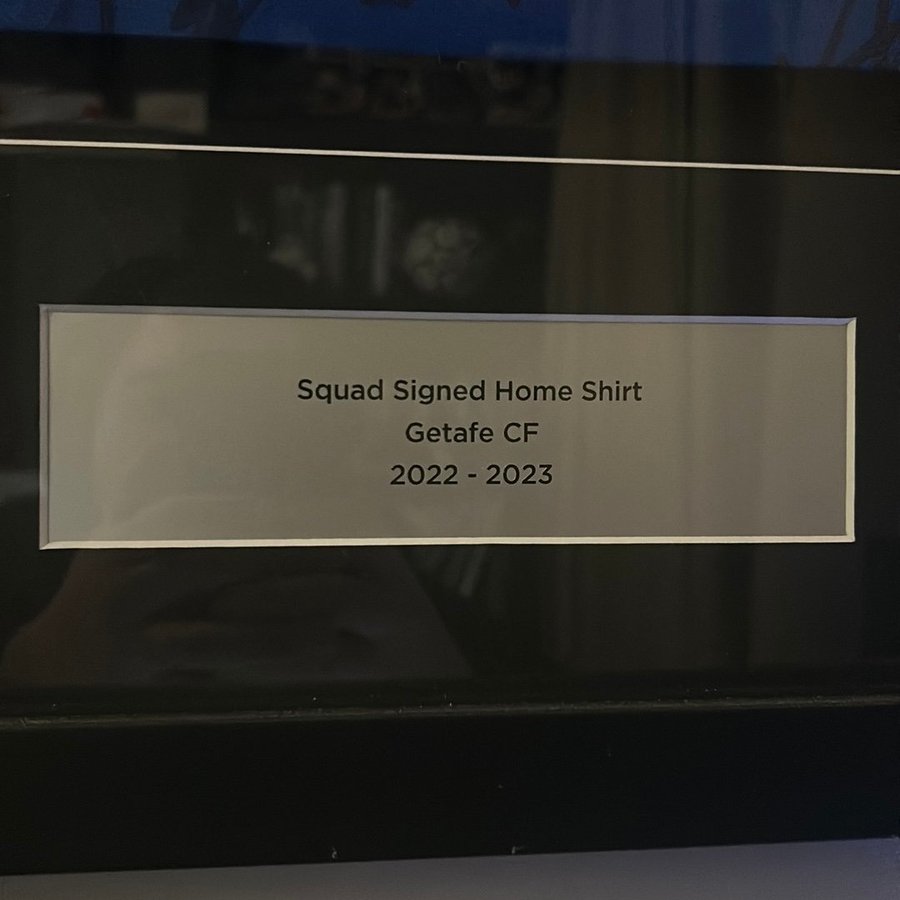 Squad Signed Home Shirt
Getafe CF
2022 - 2023